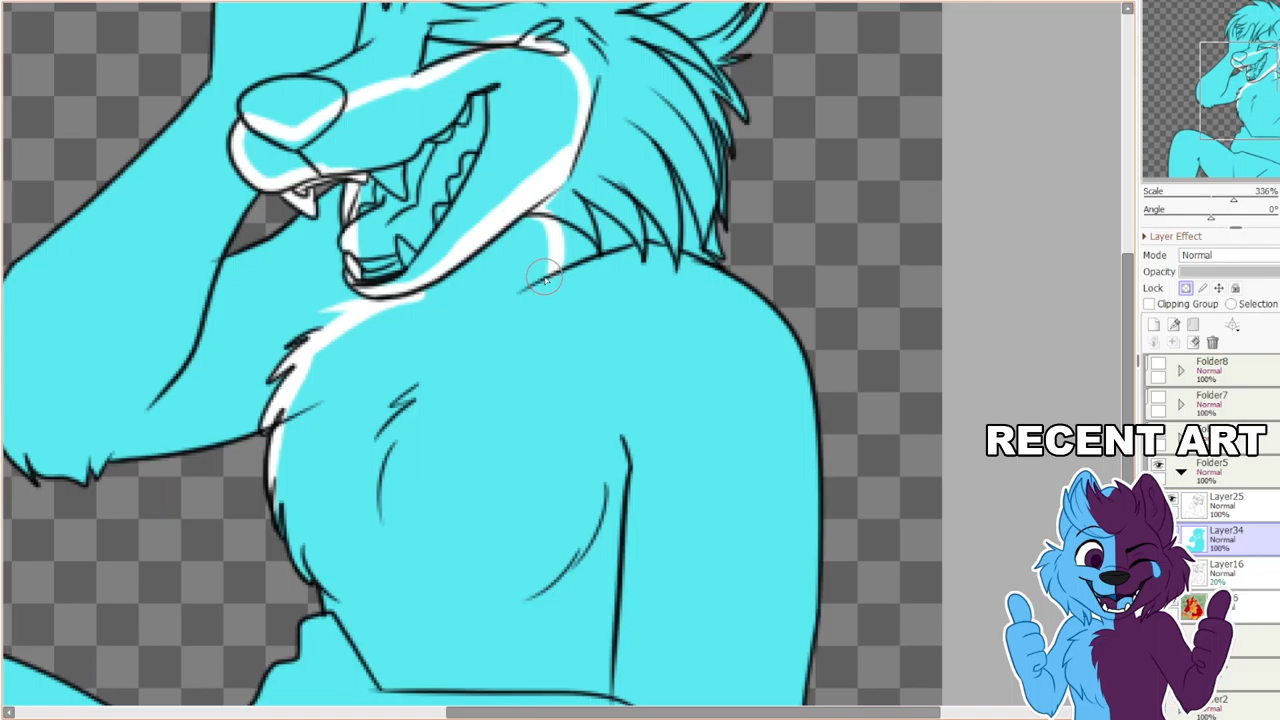 Scale 336%
Angle 0°
Layer Effect
Mode Normal
Opacity
Lock
Clipping Group Selection
Folder8
Normal
100%
Folder7
Normal
100%
RECENT ART
Folder5
Normal
100%
Layer25
Normal
100%
Layer34
Normal
100%
Layer16
Normal
20%